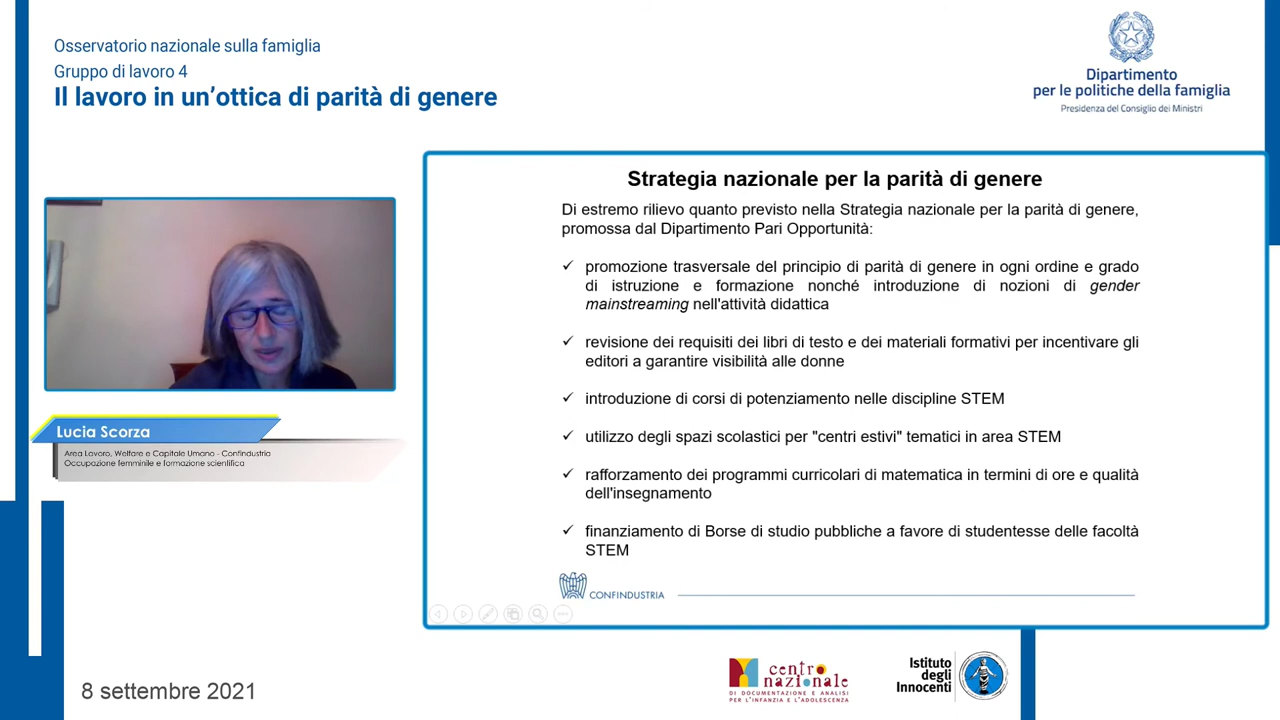 Osservatorio nazionale sulla famiglia
Gruppo di lavoro 4
Il lavoro in un'ottica di parità di genere
Dipartimento
per le politiche della famiglia
Presidenza del Consiglio dei Ministri
Strategia nazionale per la parità di genere
Di estremo rilievo quanto previsto nella Strategia nazionale per la parità di genere,
promossa dal Dipartimento Pari Opportunità:
✓ promozione trasversale del principio di parità di genere in ogni ordine e grado
di istruzione e formazione nonché introduzione di nozioni di gender
mainstreaming nell'attività didattica
✓ revisione dei requisiti dei libri di testo e dei materiali formativi per incentivare gli
editori a garantire visibilità alle donne
✓ introduzione di corsi di potenziamento nelle discipline STEM
✓ utilizzo degli spazi scolastici per "centri estivi" tematici in area STEM
✓ rafforzamento dei programmi curricolari di matematica in termini di ore e qualità
dell'insegnamento
✓ finanziamento di Borse di studio pubbliche a favore di studentesse delle facoltà
STEM
CONFINDUSTRIA
Lucia Scorza
Area Lavoro, Welfare e Capitale Umano - Confindustria
Occupazione femminile e formazione scientifica
8 settembre 2021
centro
nazionale
DI DOCUMENTAZIONE E ANALISI
PER L'INFANZIA E L'ADOLESCENZA
Istituto
degli
Innocenti